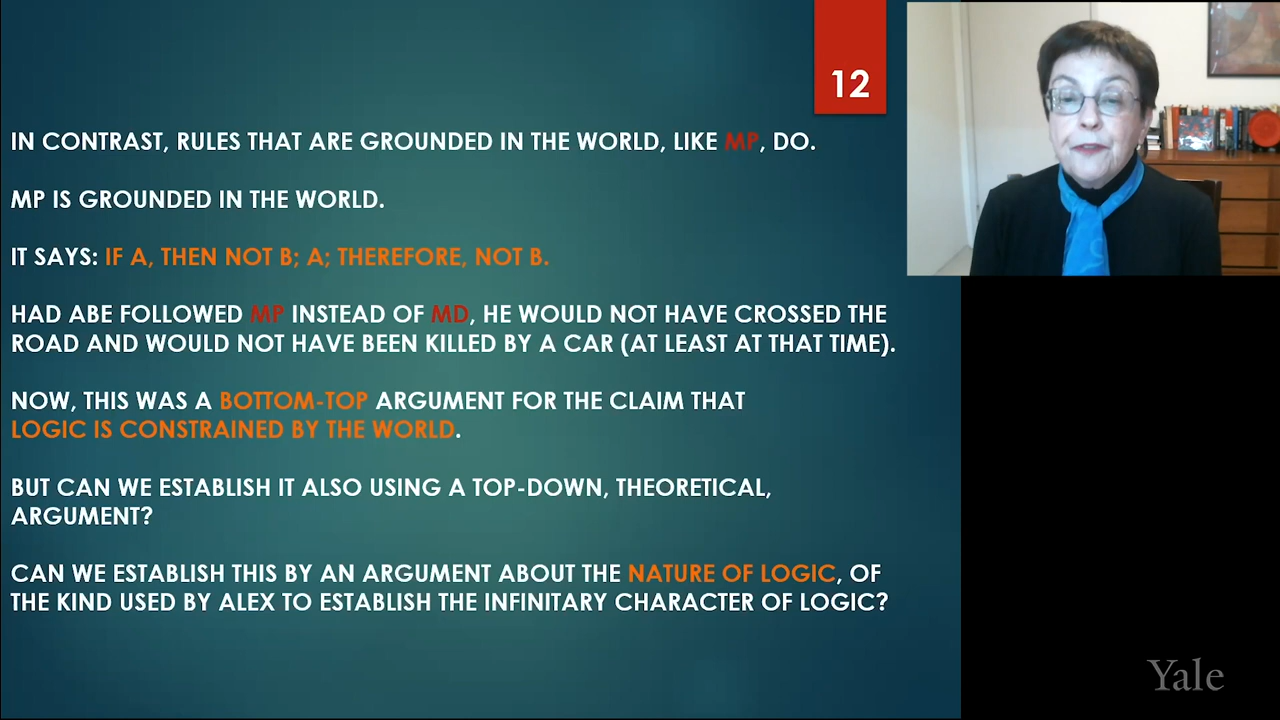 12
IN CONTRAST, RULES THAT ARE GROUNDED IN THE WORLD, LIKE MP, DO.
MP IS GROUNDED IN THE WORLD.
IT SAYS: IF A, THEN NOT B; A; THEREFORE, NOT B.
HAD ABE FOLLOWED MP INSTEAD OF MD, HE WOULD NOT HAVE CROSSED THE
ROAD AND WOULD NOT HAVE BEEN KILLED BY A CAR (AT LEAST AT THAT TIME).
NOW, THIS WAS A BOTTOM-TOP ARGUMENT FOR THE CLAIM THAT
LOGIC IS CONSTRAINED BY THE WORLD.
BUT CAN WE ESTABLISH IT ALSO USING A TOP-DOWN, THEORETICAL,
ARGUMENT?
CAN WE ESTABLISH THIS BY AN ARGUMENT ABOUT THE NATURE OF LOGIC, OF
THE KIND USED BY ALEX TO ESTABLISH THE INFINITARY CHARACTER OF LOGIC?
Yale